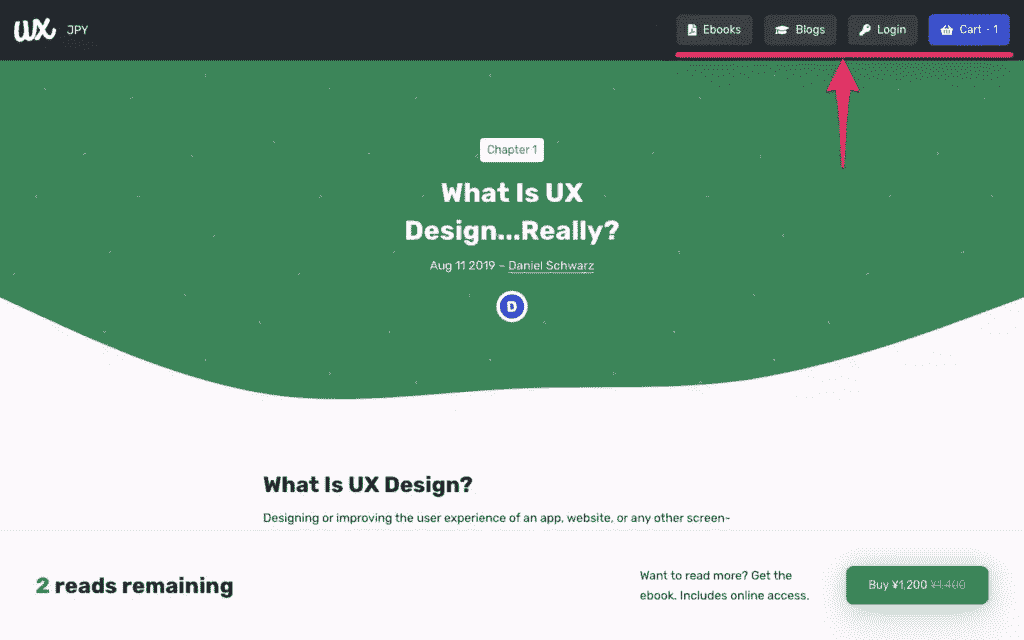 UX JPY Ebooks Blogs Login Cart · 1
Chapter 1
What Is UX
Design...Really?
Aug 11 2019 – Daniel Schwarz
D
What Is UX Design?
Designing or improving the user experience of an app, website, or any other screen-
2 reads remaining
Want to read more? Get the
ebook. Includes online access.
Buy ¥1,200 ¥1,400